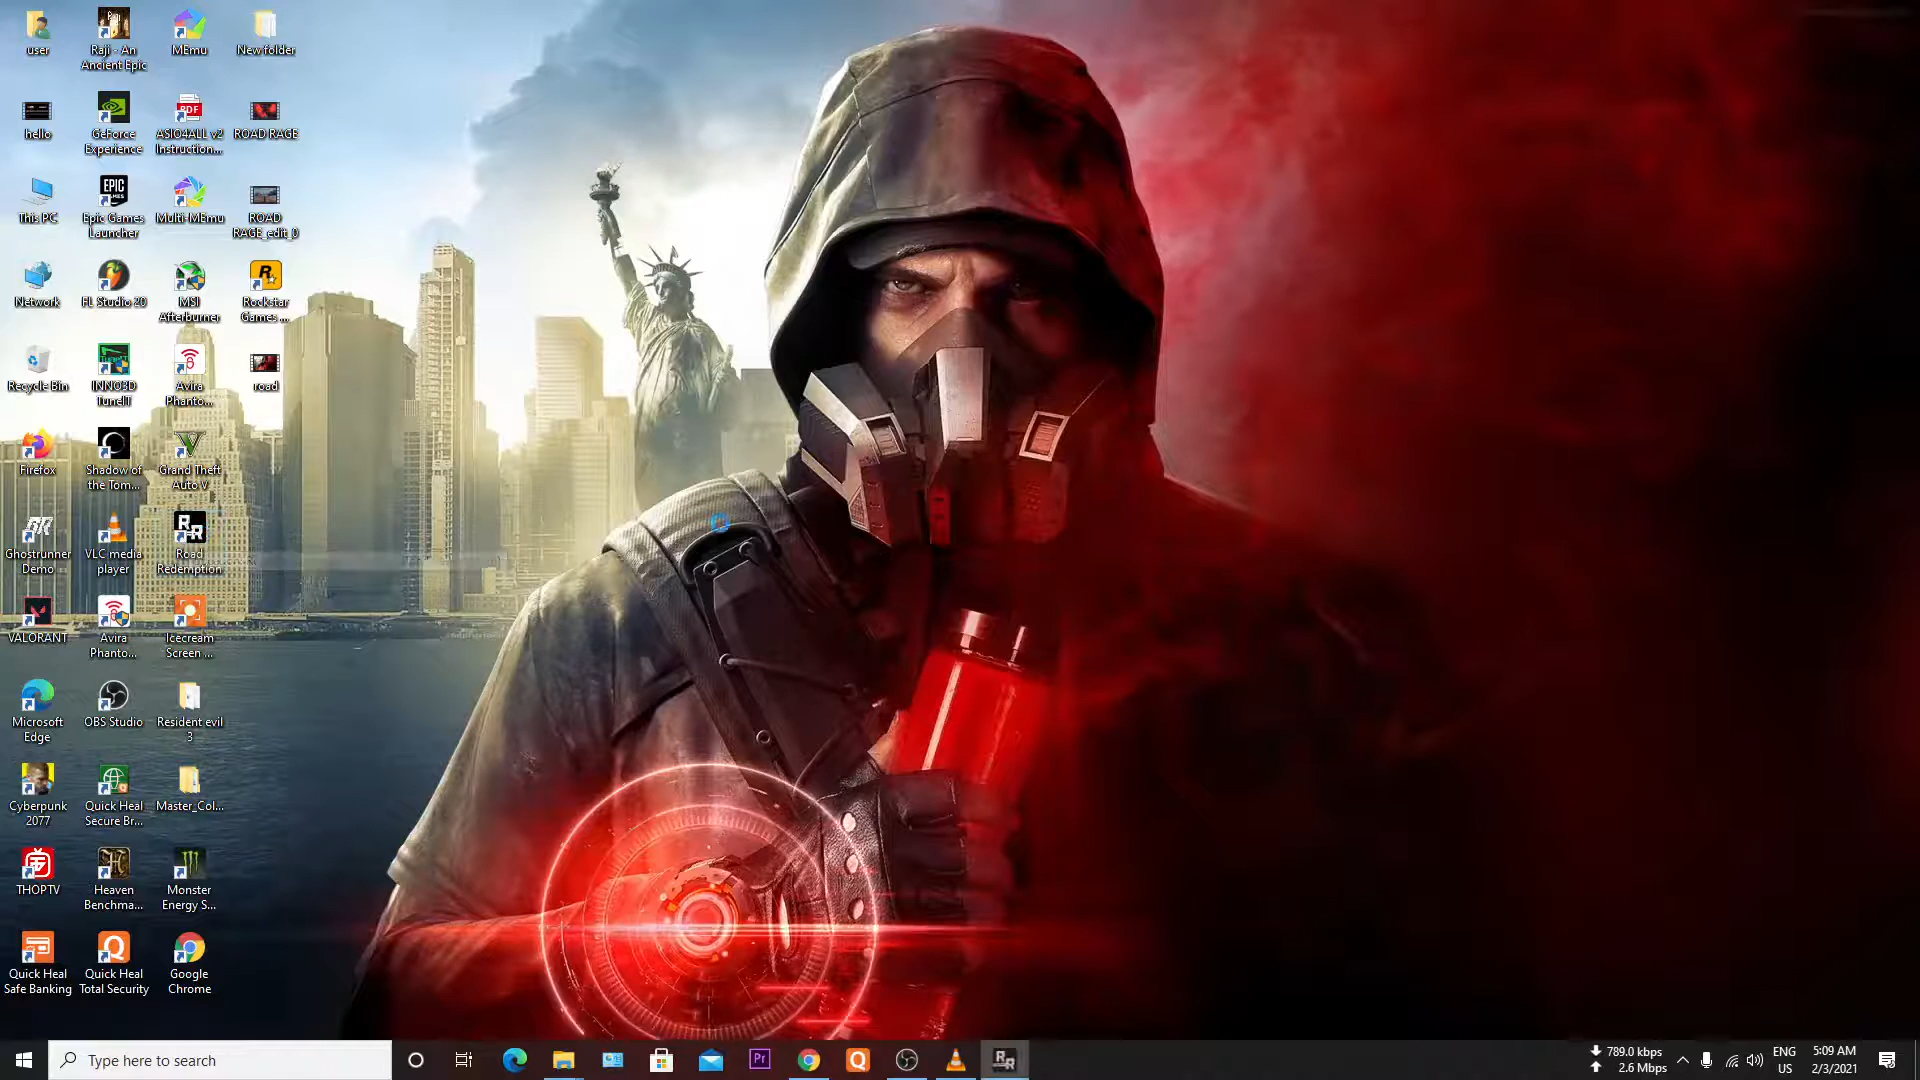 user
Raji - An
Ancient Epic
MEmu
New folder
hello
GeForce
Experience
PDF
ASIO4ALL v2
Instruction...
ROAD RAGE
This PC
EPIC
GAMES
Epic Games
Launcher
Multi-MEmu
ROAD
RAGE_edit_0
Network
FL Studio 20
MSI
Afterburner
Rockstar
Games ...
Recycle Bin
INNO3D
TuneIT
Avira
Phanto...
road
Firefox
Shadow of
the Tom...
Grand Theft
Auto V
Ghostrunner
Demo
VLC media
player
Road
Redemption
VALORANT
Avira
Phanto...
Icecream
Screen ...
Microsoft
Edge
OBS Studio
Resident evil
3
Cyberpunk
2077
Quick Heal
Secure Br...
Master_Col...
THOPTV
Heaven
Benchma...
Monster
Energy S...
Quick Heal
Safe Banking
Quick Heal
Total Security
Google
Chrome
Type here to search
Pr
789.0 kbps
2.6 Mbps
ENG
US
5:09 AM
2/3/2021